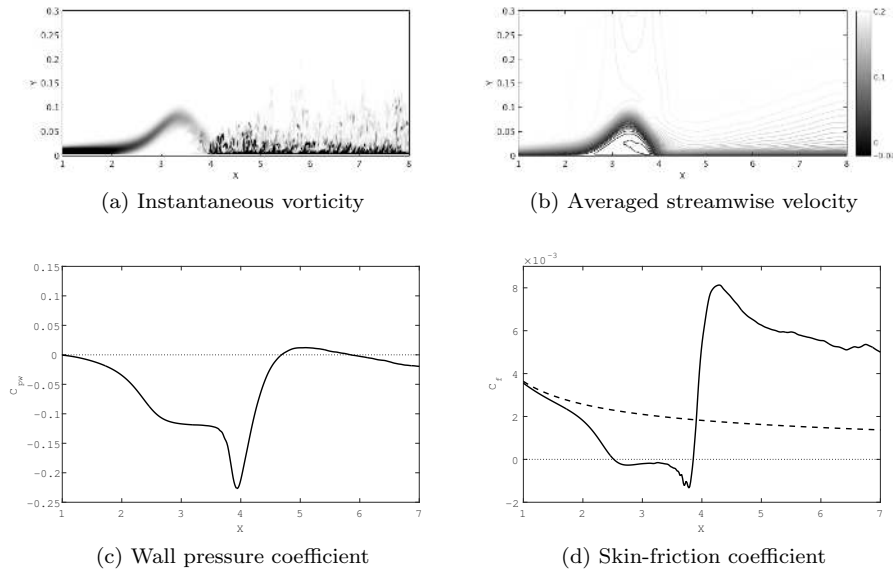 0.3
0.25
0.2
0.15
0.1
0.05
0
Y
1 2 3 4 5 6 7 8
X
(a) Instantaneous vorticity
0.3
0.25
0.2
0.15
0.1
0.05
0
Y
1 2 3 4 5 6 7 8
X
0.2
0
(b) Averaged streamwise velocity
0.15
0.1
0.05
0
-0.05
-0.1
-0.15
-0.2
-0.25
C pw
1 2 3 4 5 6 7
X
(c) Wall pressure coefficient
×10⁻³
8
6
4
2
0
-2
C f
1 2 3 4 5 6 7
X
(d) Skin-friction coefficient